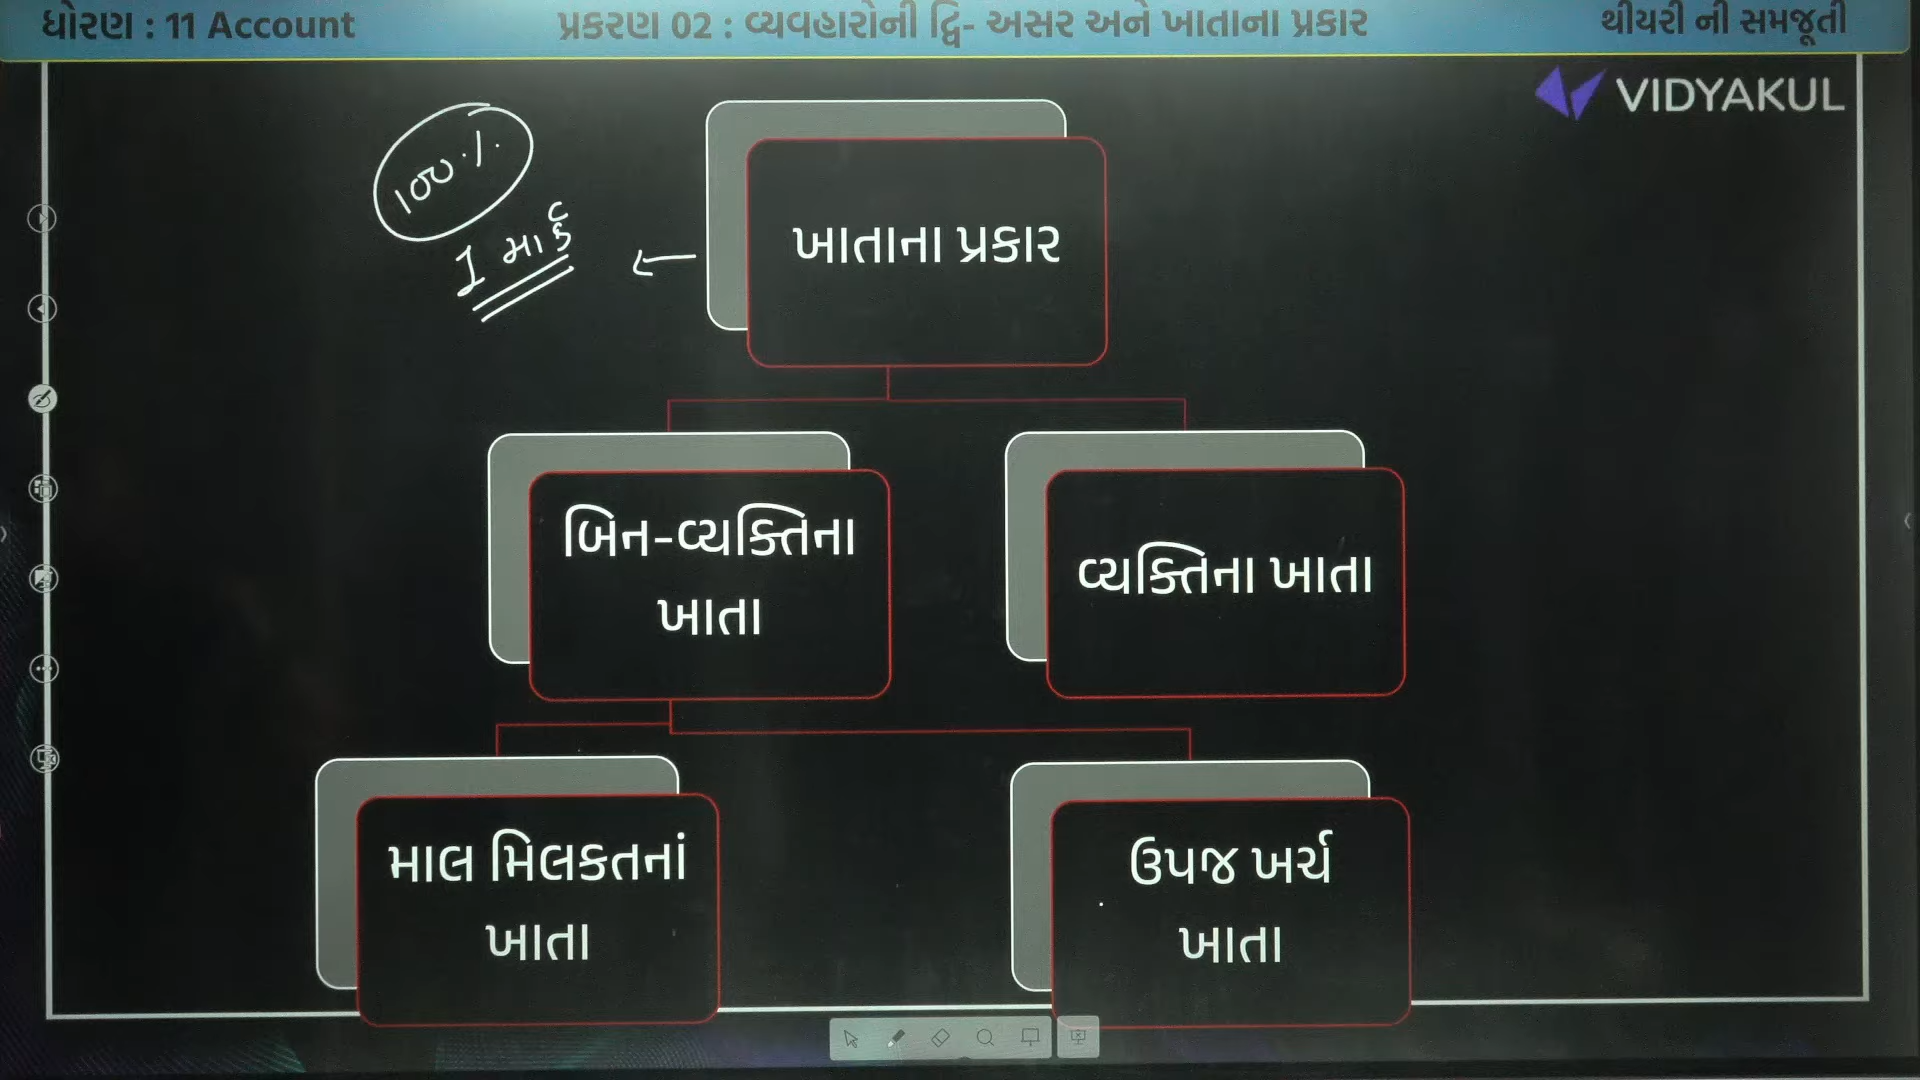 ધોરણ : 11 Account
પ્રકરણ 02 : વ્યવહારોની દ્વિ- અસર અને ખાતાના પ્રકાર
થીયરી ની સમજૂતી
VIDYAKUL
100%
1 માર્ક
ખાતાના પ્રકાર
બિન-વ્યક્તિના
ખાતા
વ્યક્તિના ખાતા
માલ મિલકતનાં
ખાતા
ઉપજ ખર્ચ
ખાતા